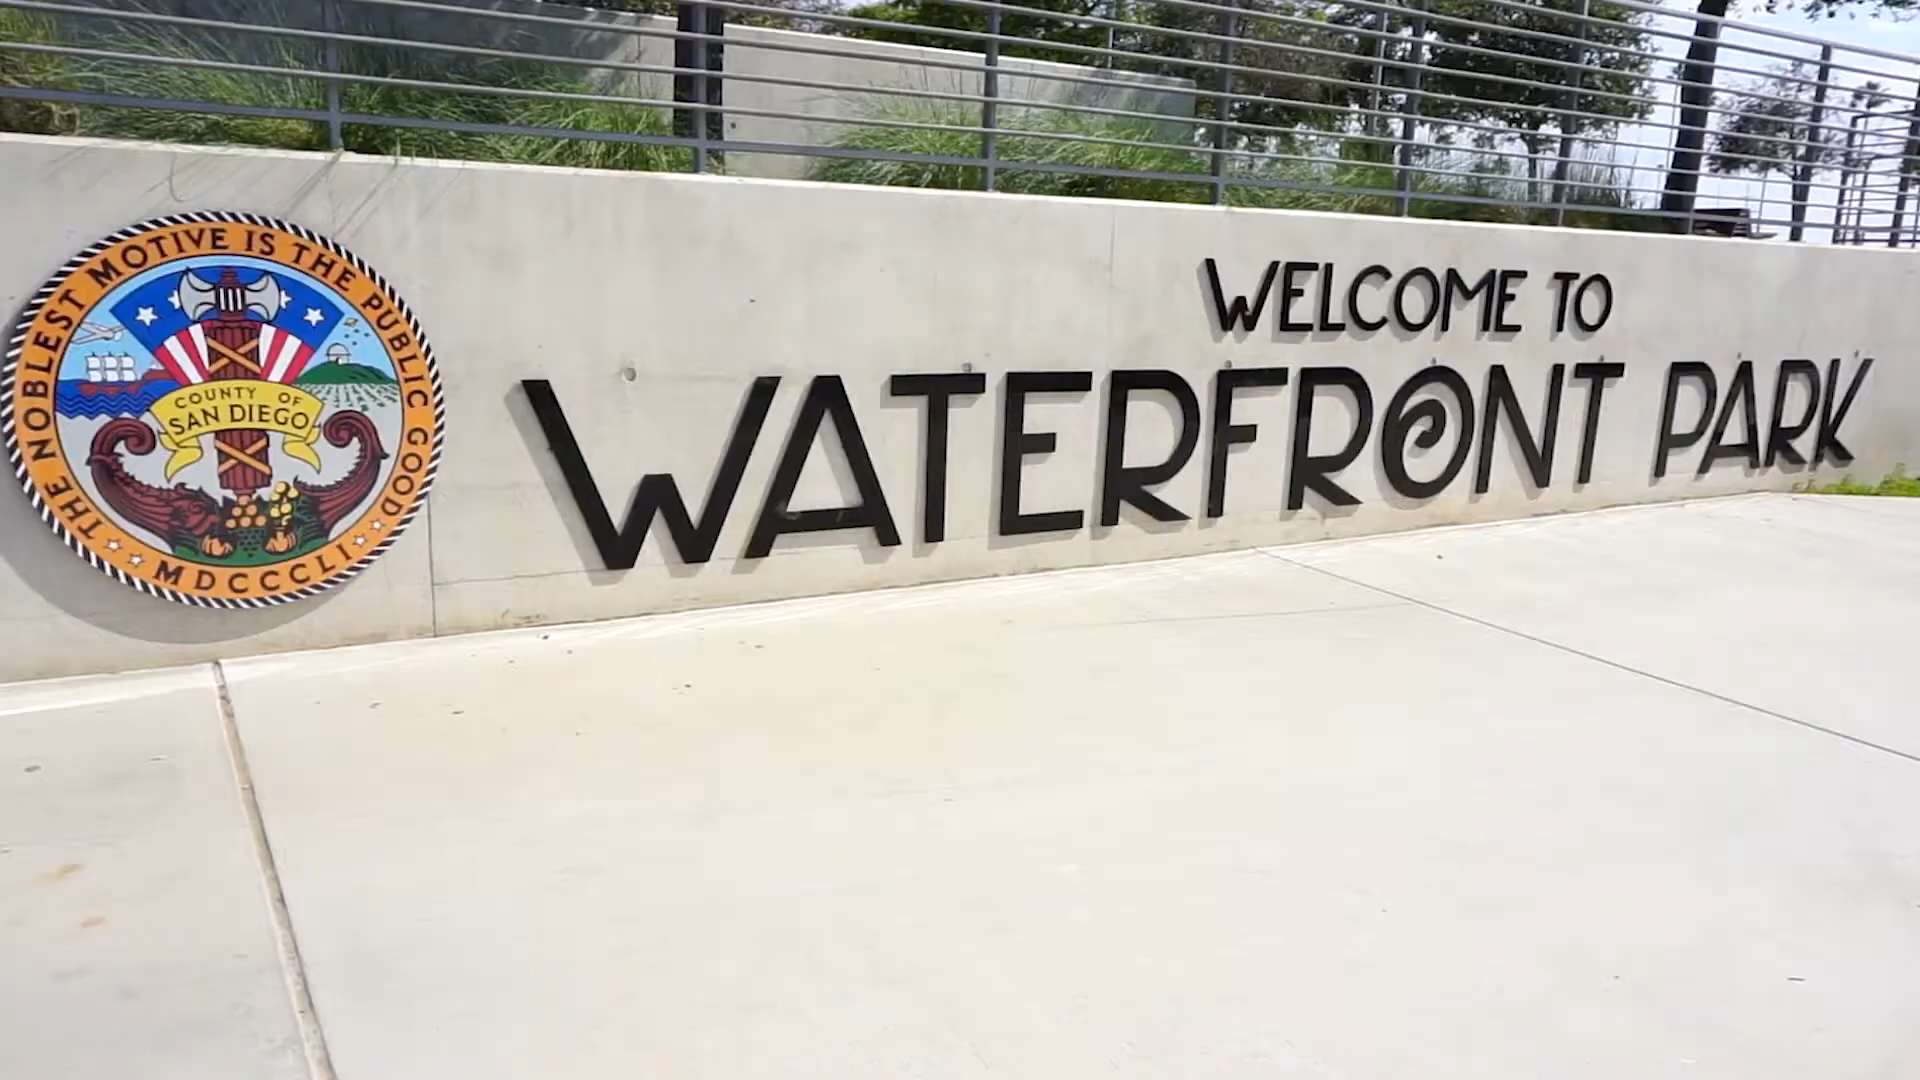 THE NOBLEST MOTIVE IS THE PUBLIC GOOD
COUNTY OF
SAN DIEGO
MDCCCLI
WELCOME TO
WATERFRONT PARK